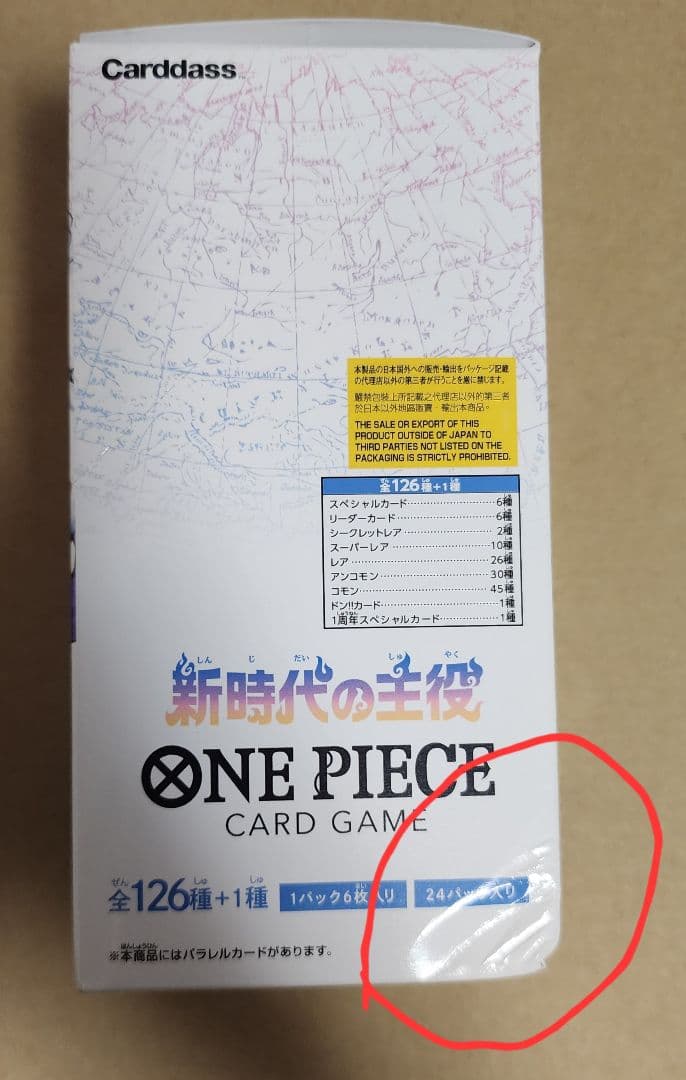 Carddass
本製品の日本国外への販売・輸出をパッケージ記載
の代理店以外の第三者が行うことを厳に禁じます。
嚴禁包裝上所記載之代理店以外的第三者
於日本以外地區販賣・輸出本商品。
THE SALE OR EXPORT OF THIS
PRODUCT OUTSIDE OF JAPAN TO
THIRD PARTIES NOT LISTED ON THE
PACKAGING IS STRICTLY PROHIBITED.
全126種+1種
スペシャルカード 6種
リーダーカード 6種
シークレットレア 2種
スーパーレア 10種
レア 26種
アンコモン 30種
コモン 45種
ドン!!カード 1種
1周年スペシャルカード 1種
新時代の主役
ONE PIECE
CARD GAME
全126種+1種 1パック6枚入り 24パック入り
※本商品にはパラレルカードがあります。